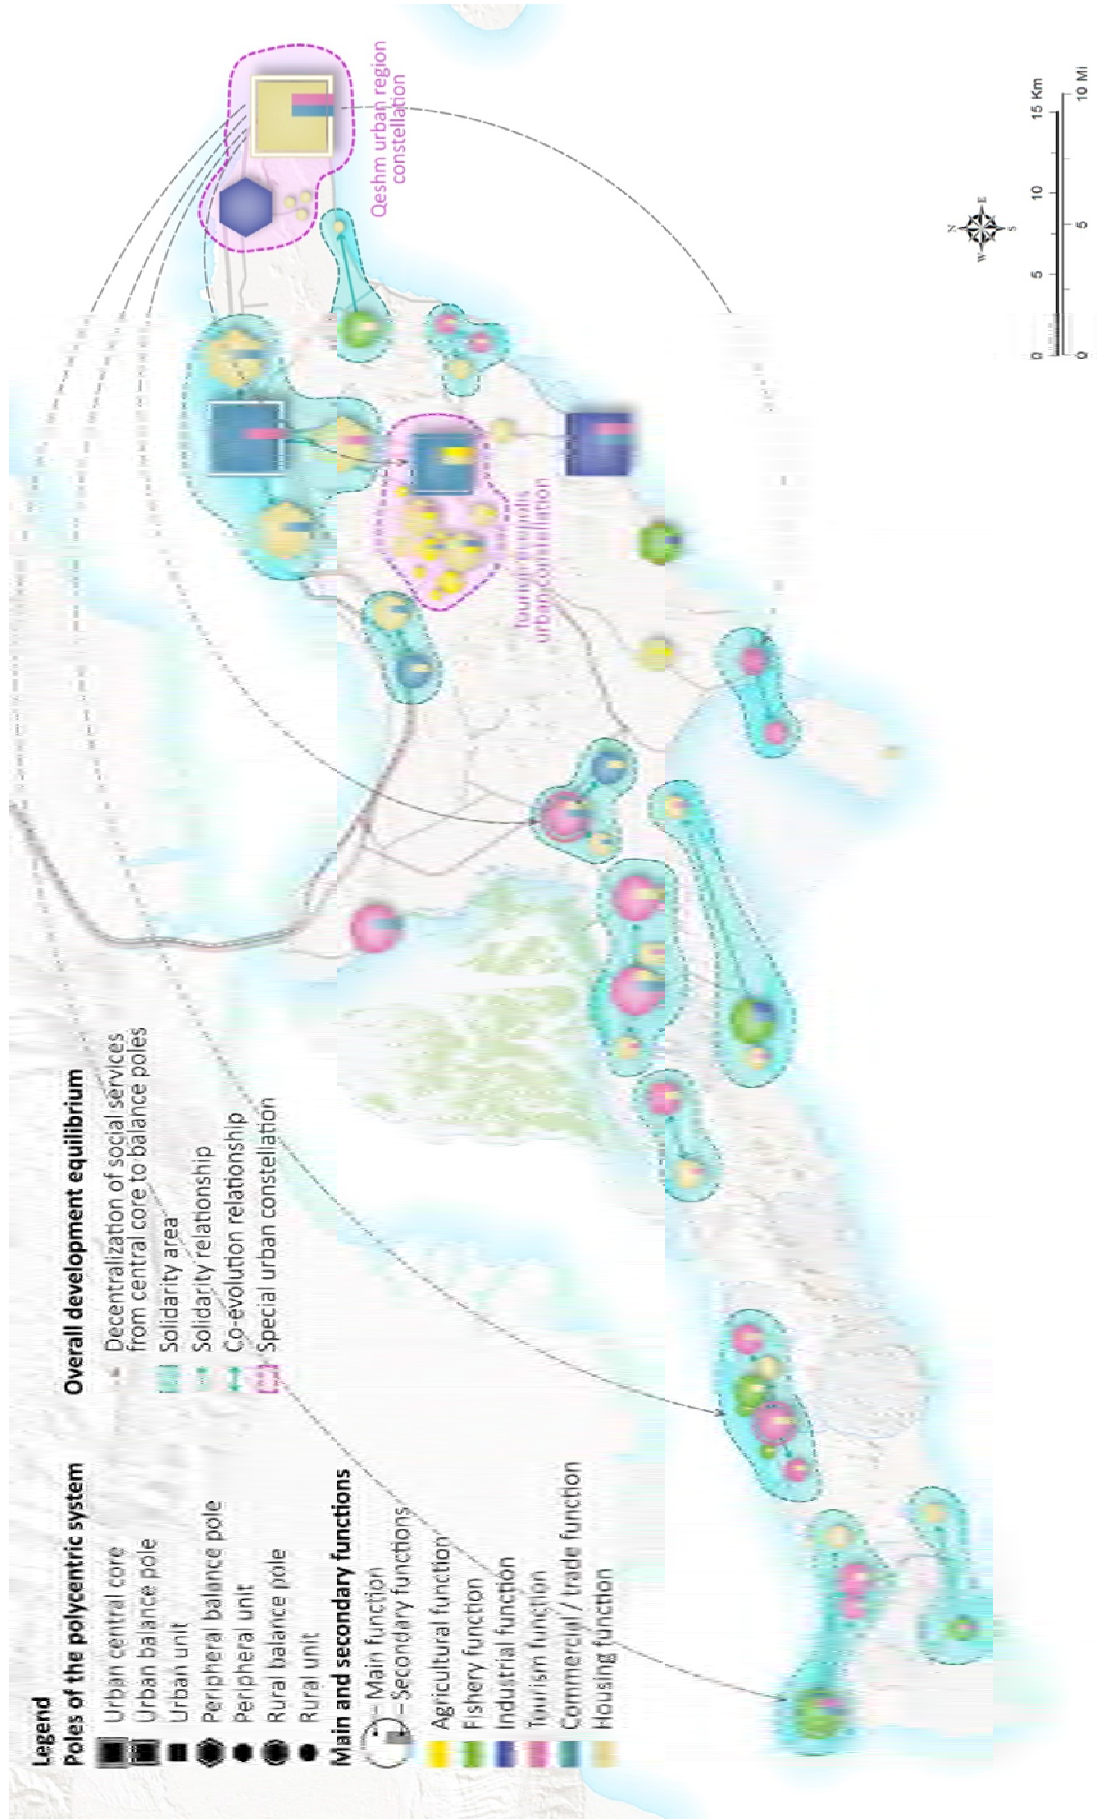 Legend
Poles of the polycentric system
Urban central core
Urban balance pole
Urban unit
Peripheral balance pole
Peripheral unit
Rural balance pole
Rural unit
Main and secondary functions
Main function
Secondary functions
Agricultural function
Fishery function
Industrial function
Tourism function
Commercial / trade function
Housing function
Overall development equilibrium
Decentralization of social services
from central core to balance poles
Solidarity area
Solidarity relationship
Co-evolution relationship
Special urban constellation
urban constellation
Qeshm urban region
constellation
N
E
S
W
0 5 10 15 Km
0 5 10 Mi